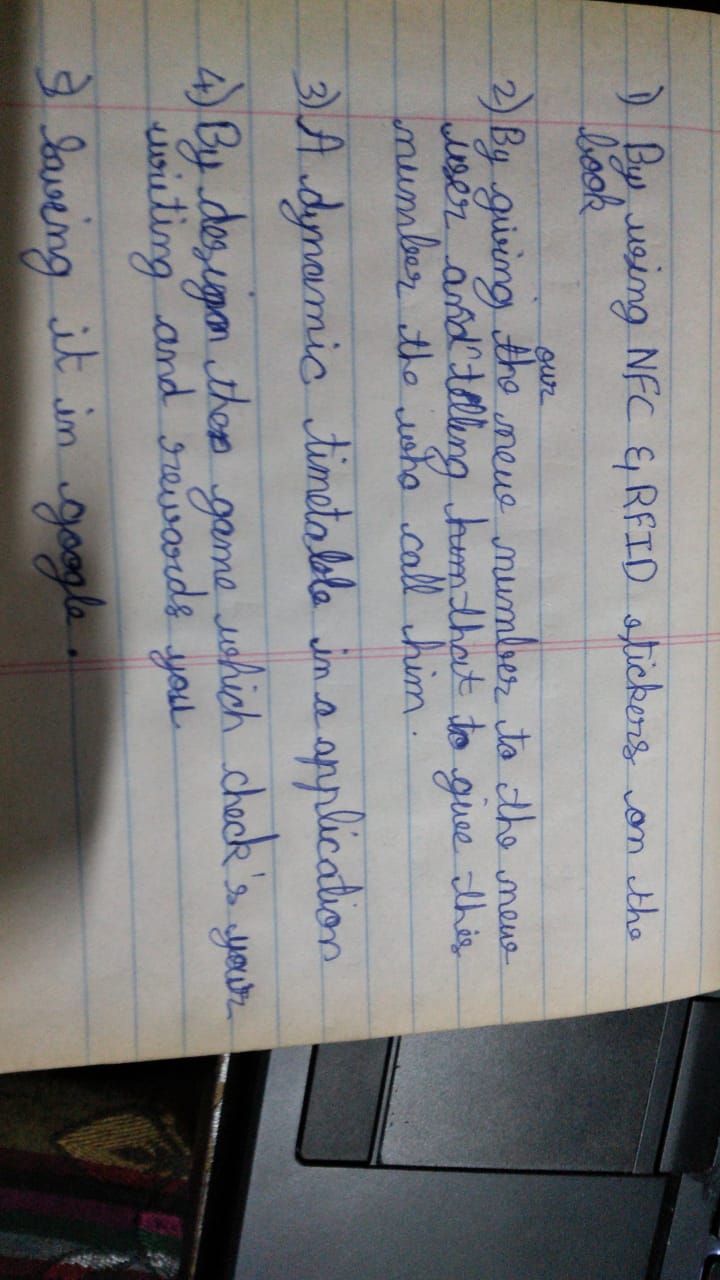 1) By using NFC & RFID stickers on the
book
our
2) By giving the new number to the new
user and telling him that to give this
number the who call him.
3) A dynamic timetable in a application
4) By design the game which check's your
writing and rewards you
5) Saveing it in google.